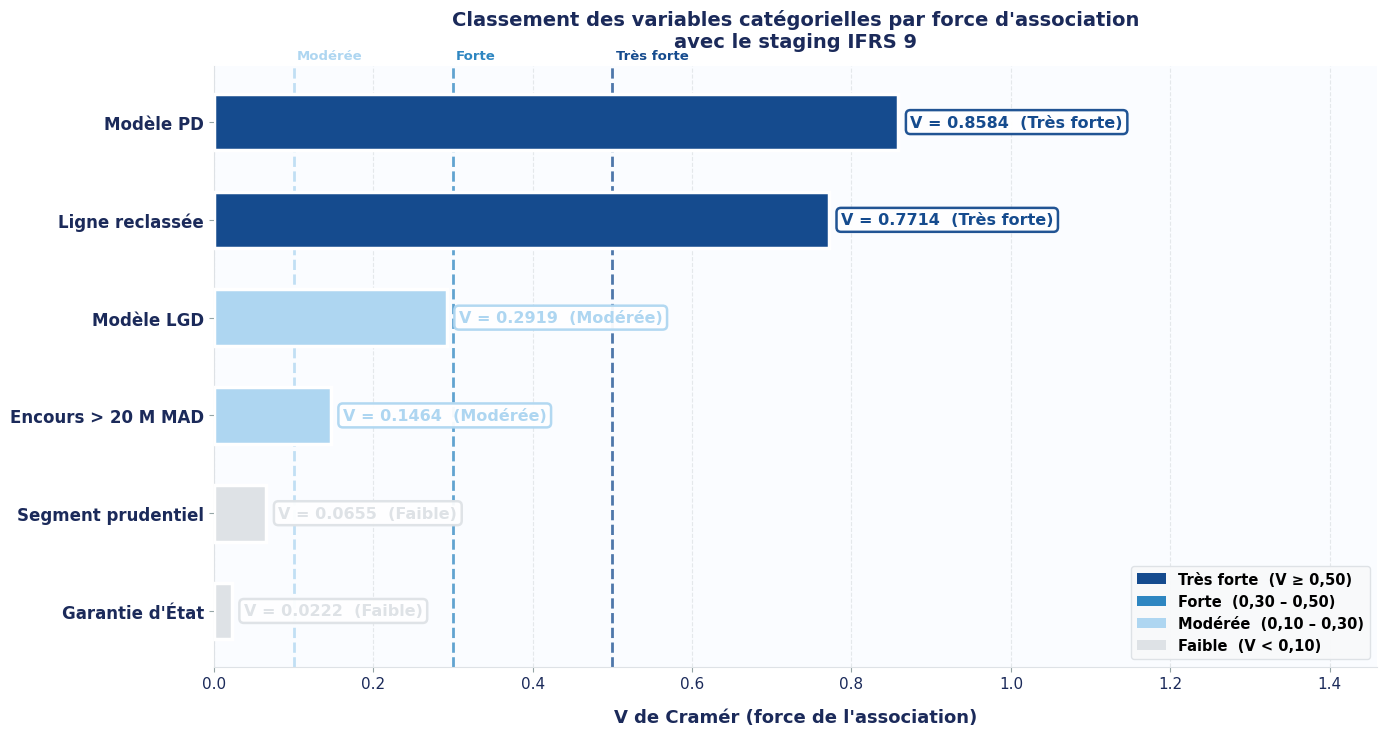 Classement des variables catégorielles par force d'association
avec le staging IFRS 9
Modérée
Forte
Très forte
Modèle PD
V = 0.8584 (Très forte)
Ligne reclassée
V = 0.7714 (Très forte)
Modèle LGD
V = 0.2919 (Modérée)
Encours > 20 M MAD
V = 0.1464 (Modérée)
Segment prudentiel
V = 0.0655 (Faible)
Garantie d'État
V = 0.0222 (Faible)
Très forte (V ≥ 0,50)
Forte (0,30 – 0,50)
Modérée (0,10 – 0,30)
Faible (V < 0,10)
0.0 0.2 0.4 0.6 0.8 1.0 1.2 1.4
V de Cramér (force de l'association)